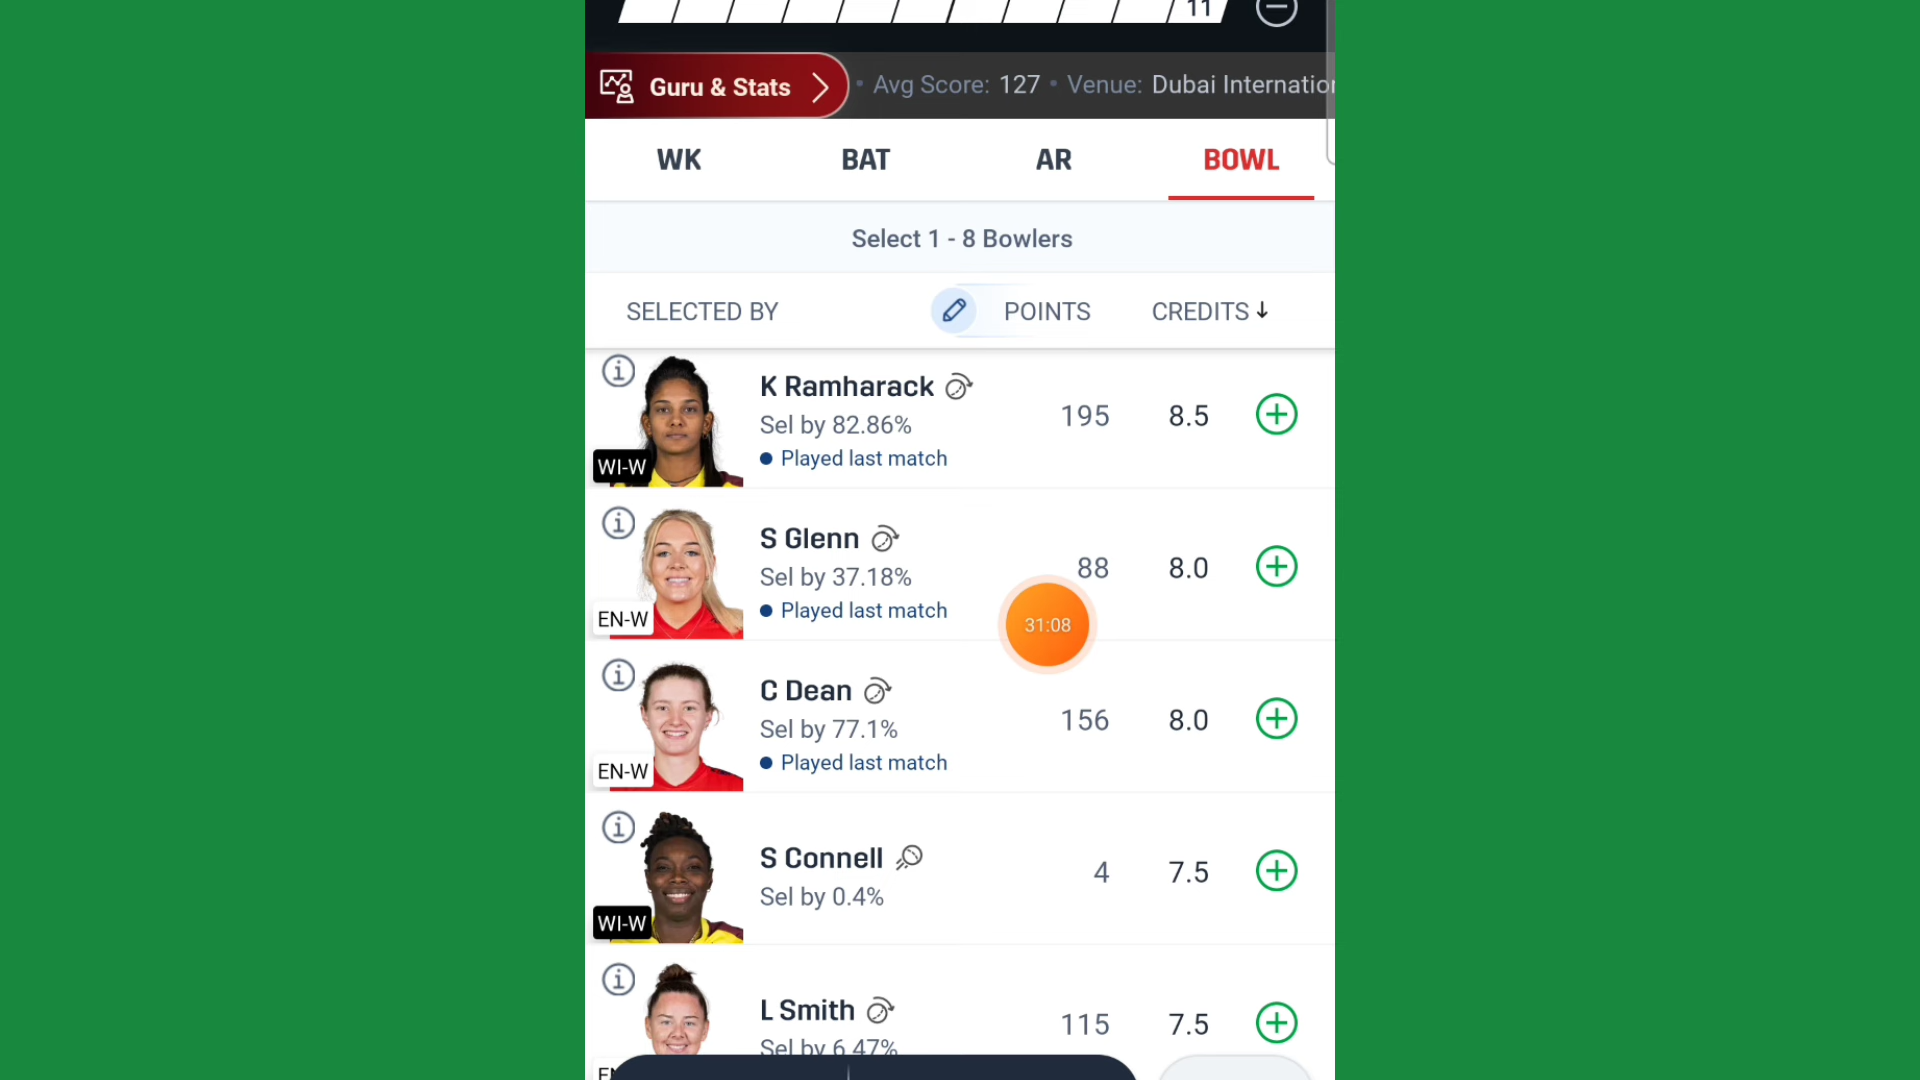 11
Guru & Stats
• Avg Score: 127 • Venue: Dubai Internation
WK BAT AR BOWL
Select 1 - 8 Bowlers
SELECTED BY POINTS CREDITS ↓
K Ramharack
Sel by 82.86%
195 8.5
Played last match
WI-W
S Glenn
Sel by 37.18%
88 8.0
Played last match
EN-W
31:08
C Dean
Sel by 77.1%
156 8.0
Played last match
EN-W
S Connell
Sel by 0.4%
4 7.5
WI-W
L Smith
Sel by 6.47%
115 7.5